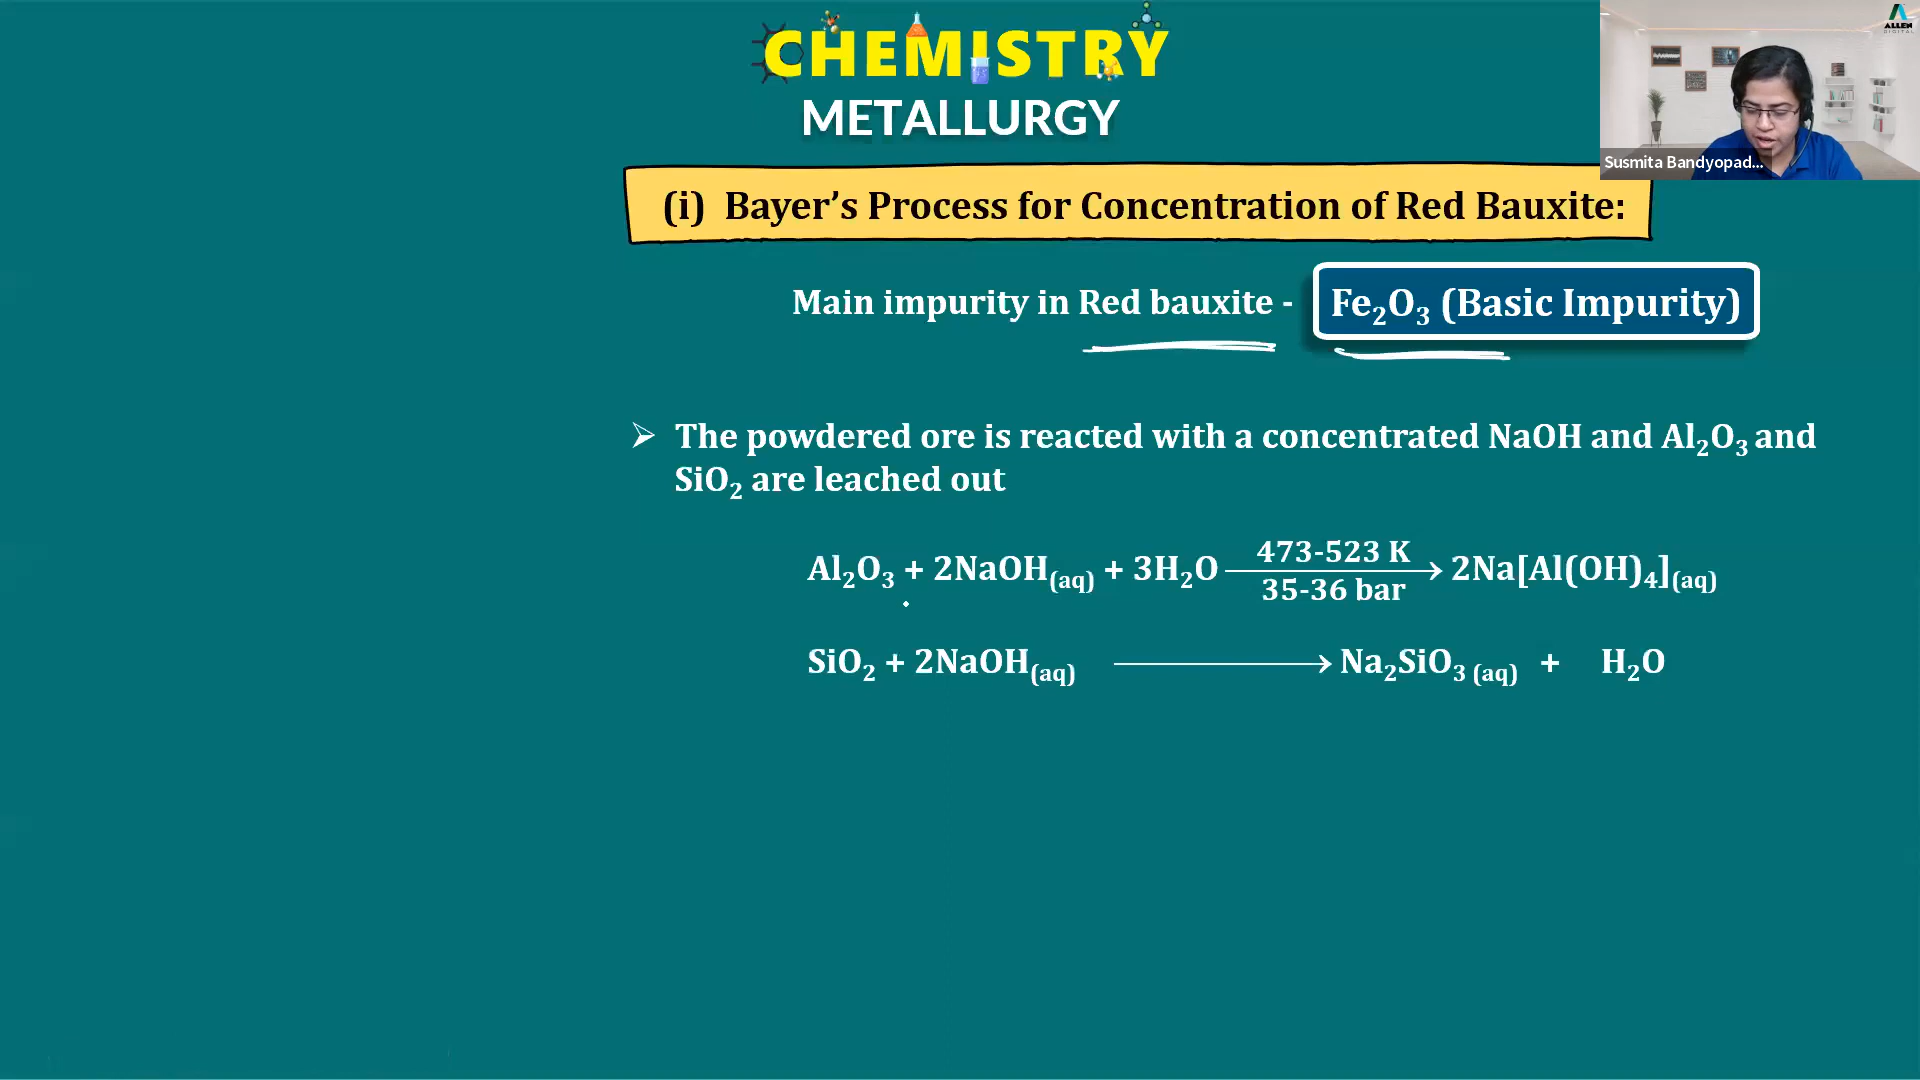 CHEMISTRY
METALLURGY
ALLEN
DIGITAL
Susmita Bandyopad...
(i) Bayer’s Process for Concentration of Red Bauxite:
Main impurity in Red bauxite - Fe₂O₃ (Basic Impurity)
➢ The powdered ore is reacted with a concentrated NaOH and Al₂O₃ and
SiO₂ are leached out
473-523 K
Al₂O₃ + 2NaOH(aq) + 3H₂O ⟶ 2Na[Al(OH)₄](aq)
35-36 bar
SiO₂ + 2NaOH(aq) ⟶ Na₂SiO₃ (aq) + H₂O